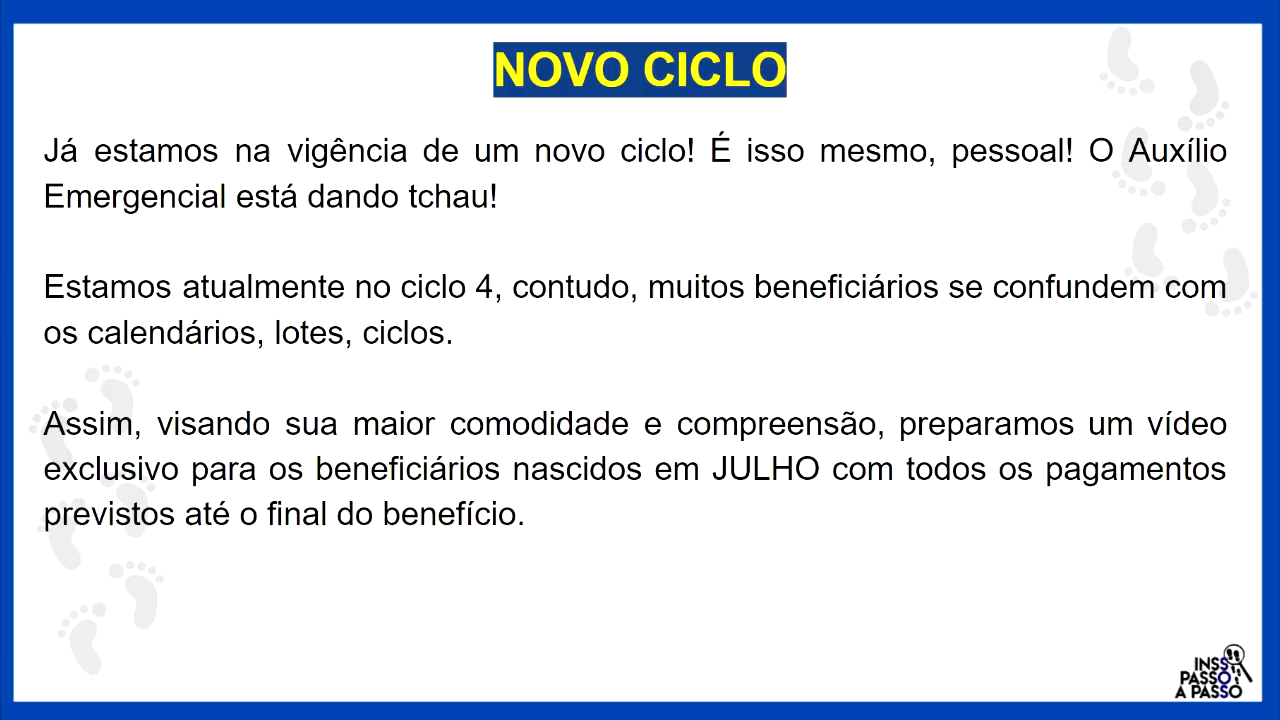 NOVO CICLO
Já estamos na vigência de um novo ciclo! É isso mesmo, pessoal! O Auxílio
Emergencial está dando tchau!
Estamos atualmente no ciclo 4, contudo, muitos beneficiários se confundem com
os calendários, lotes, ciclos.
Assim, visando sua maior comodidade e compreensão, preparamos um vídeo
exclusivo para os beneficiários nascidos em JULHO com todos os pagamentos
previstos até o final do benefício.
INSS
PASSO
A PASSO